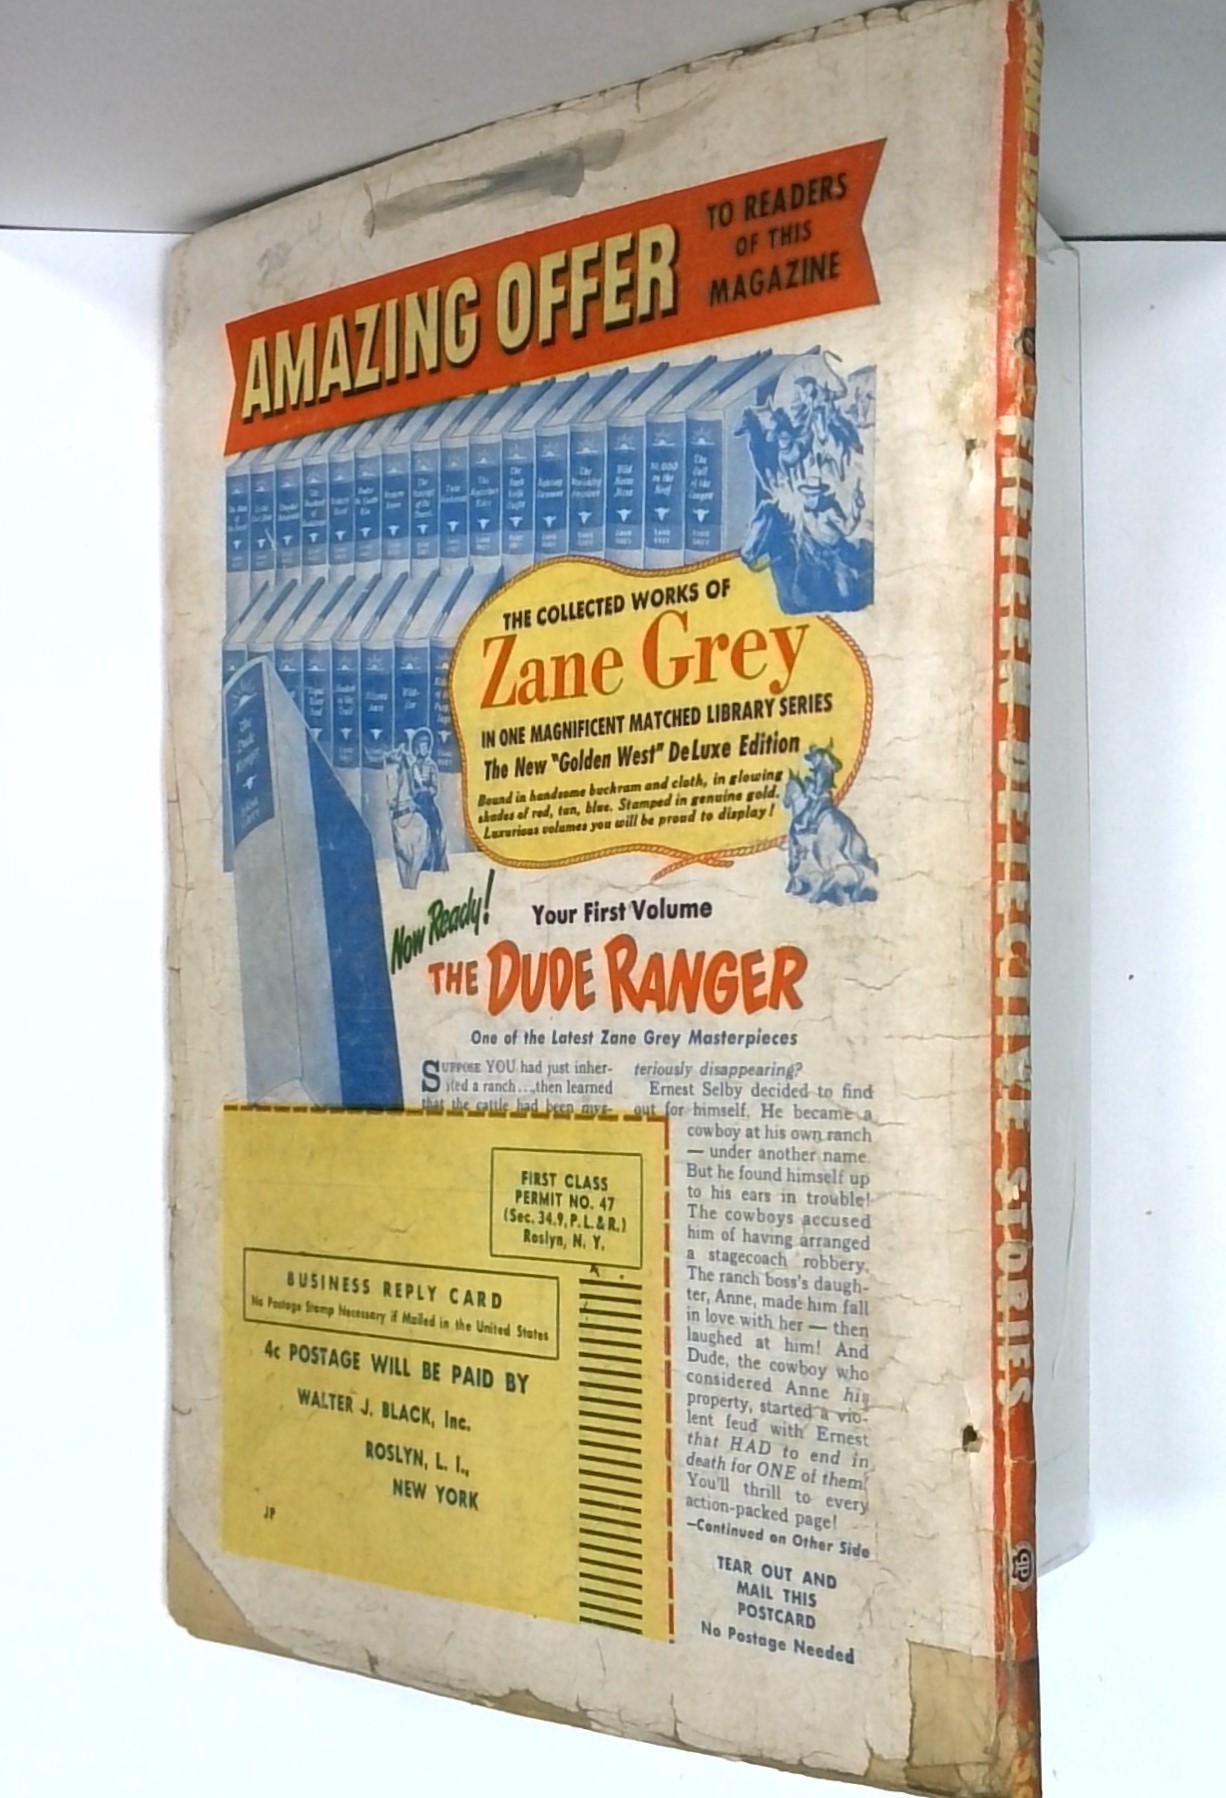 AMAZING OFFER
TO READERS
OF THIS
MAGAZINE
THE COLLECTED WORKS OF
Zane Grey
IN ONE MAGNIFICENT MATCHED LIBRARY SERIES
The New "Golden West" DeLuxe Edition
Bound in handsome buckram and cloth, in glowing
shades of red, tan, blue. Stamped in genuine gold.
Luxurious volumes you will be proud to display!
Now Ready!
Your First Volume
THE DUDE RANGER
One of the Latest Zane Grey Masterpieces
SUPPOSE YOU had just inher-
ited a ranch...then learned
that the cattle had been mys-
teriously disappearing?
Ernest Selby decided to find
out for himself. He became a
cowboy at his own ranch
— under another name.
But he found himself up
to his ears in trouble!
The cowboys accused
him of having arranged
a stagecoach robbery.
The ranch boss's daugh-
ter, Anne, made him fall
in love with her — then
laughed at him! And
Dude, the cowboy who
considered Anne his
property, started a vio-
lent feud with Ernest
that HAD to end in
death for ONE of them!
You'll thrill to every
action-packed page!
—Continued on Other Side
TEAR OUT AND
MAIL THIS
POSTCARD
No Postage Needed
FIRST CLASS
PERMIT NO. 47
(Sec. 34.9, P.L.&R.)
Roslyn, N. Y.
BUSINESS REPLY CARD
No Postage Stamp Necessary if Mailed in the United States
4c POSTAGE WILL BE PAID BY
WALTER J. BLACK, Inc.
ROSLYN, L. I.,
NEW YORK
JP
FIFTEEN DETECTIVE STORIES